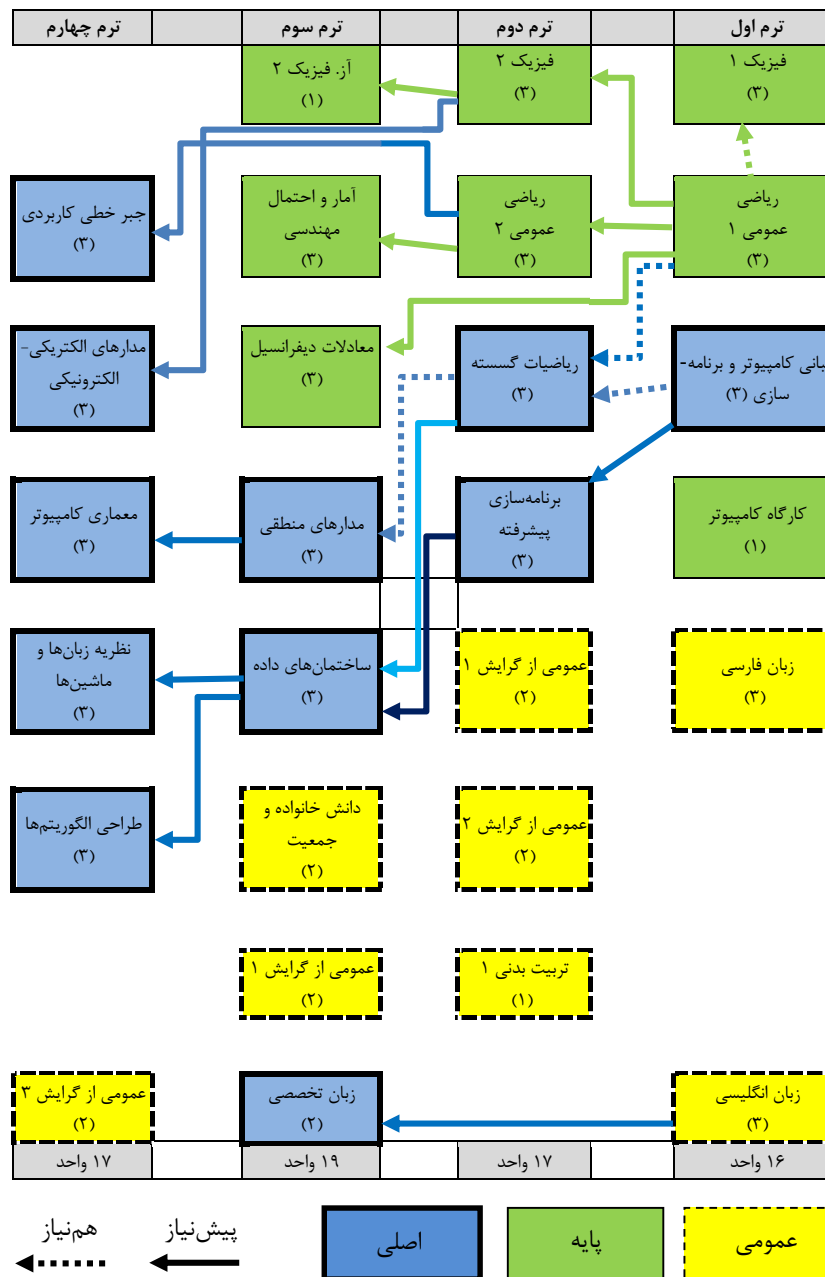 ترم اول
ترم دوم
ترم سوم
ترم چهارم
فیزیک ۱
(۳)
فیزیک ۲
(۳)
آز. فیزیک ۲
(۱)
ریاضی
عمومی ۱
(۳)
ریاضی
عمومی ۲
(۳)
آمار و احتمال
مهندسی
(۳)
جبر خطی کاربردی
(۳)
بانی کامپیوتر و برنامه-
سازی (۳)
ریاضیات گسسته
(۳)
معادلات دیفرانسیل
(۳)
مدارهای الکتریکی-
الکترونیکی
(۳)
کارگاه کامپیوتر
(۱)
برنامه‌سازی
پیشرفته
(۳)
مدارهای منطقی
(۳)
معماری کامپیوتر
(۳)
زبان فارسی
(۳)
عمومی از گرایش ۱
(۲)
ساختمان‌های داده
(۳)
نظریه زبان‌ها و
ماشین‌ها
(۳)
عمومی از گرایش ۲
(۲)
دانش خانواده و
جمعیت
(۲)
طراحی الگوریتم‌ها
(۳)
تربیت بدنی ۱
(۱)
عمومی از گرایش ۱
(۲)
زبان انگلیسی
(۳)
زبان تخصصی
(۲)
عمومی از گرایش ۳
(۲)
۱۶ واحد
۱۷ واحد
۱۹ واحد
۱۷ واحد
عمومی
پایه
اصلی
پیش‌نیاز
هم‌نیاز